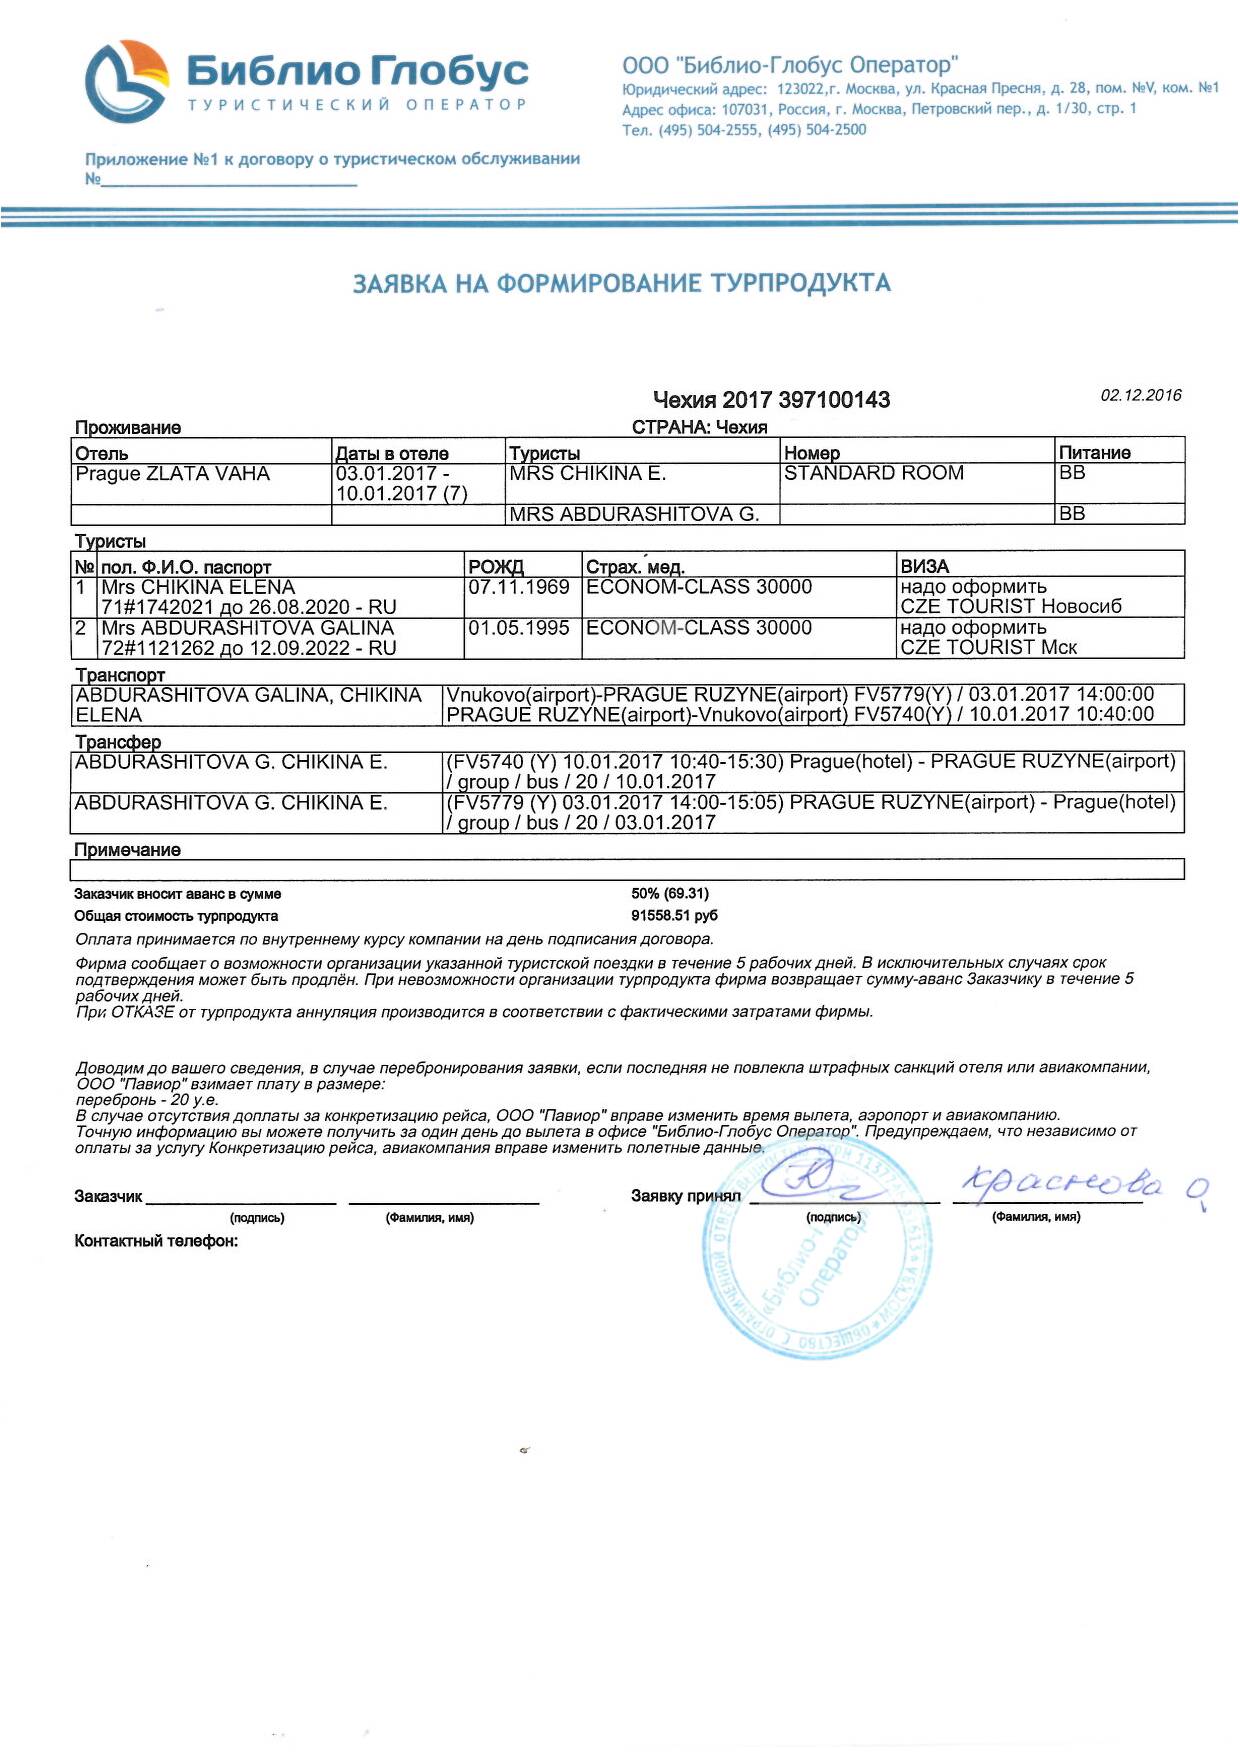 Библио Глобус
ТУРИСТИЧЕСКИЙ ОПЕРАТОР
ООО "Библио-Глобус Оператор"
Юридический адрес: 123022,г. Москва, ул. Красная Пресня, д. 28, пом. №V, ком. №1
Адрес офиса: 107031, Россия, г. Москва, Петровский пер., д. 1/30, стр. 1
Тел. (495) 504-2555, (495) 504-2500
Приложение №1 к договору о туристическом обслуживании
№
ЗАЯВКА НА ФОРМИРОВАНИЕ ТУРПРОДУКТА
Чехия 2017 397100143 02.12.2016
Проживание СТРАНА: Чехия
Отель Даты в отеле Туристы Номер Питание
Prague ZLATA VAHA 03.01.2017 - MRS CHIKINA E. STANDARD ROOM BB
10.01.2017 (7)
MRS ABDURASHITOVA G. BB
Туристы
№ пол. Ф.И.О. паспорт РОЖД Страх. мед. ВИЗА
1 Mrs CHIKINA ELENA 07.11.1969 ECONOM-CLASS 30000 надо оформить
71#1742021 до 26.08.2020 - RU CZE TOURIST Новосиб
2 Mrs ABDURASHITOVA GALINA 01.05.1995 ECONOM-CLASS 30000 надо оформить
72#1121262 до 12.09.2022 - RU CZE TOURIST Мск
Транспорт
ABDURASHITOVA GALINA, CHIKINA Vnukovo(airport)-PRAGUE RUZYNE(airport) FV5779(Y) / 03.01.2017 14:00:00
ELENA PRAGUE RUZYNE(airport)-Vnukovo(airport) FV5740(Y) / 10.01.2017 10:40:00
Трансфер
ABDURASHITOVA G. CHIKINA E. (FV5740 (Y) 10.01.2017 10:40-15:30) Prague(hotel) - PRAGUE RUZYNE(airport)
/ group / bus / 20 / 10.01.2017
ABDURASHITOVA G. CHIKINA E. (FV5779 (Y) 03.01.2017 14:00-15:05) PRAGUE RUZYNE(airport) - Prague(hotel)
/ group / bus / 20 / 03.01.2017
Примечание
Заказчик вносит аванс в сумме 50% (69.31)
Общая стоимость турпродукта 91558.51 руб
Оплата принимается по внутреннему курсу компании на день подписания договора.
Фирма сообщает о возможности организации указанной туристской поездки в течение 5 рабочих дней. В исключительных случаях срок
подтверждения может быть продлён. При невозможности организации турпродукта фирма возвращает сумму-аванс Заказчику в течение 5
рабочих дней.
При ОТКАЗЕ от турпродукта аннуляция производится в соответствии с фактическими затратами фирмы.
Доводим до вашего сведения, в случае перебронирования заявки, если последняя не повлекла штрафных санкций отеля или авиакомпании,
ООО "Павиор" взимает плату в размере:
перебронь - 20 у.е.
В случае отсутствия доплаты за конкретизацию рейса, ООО "Павиор" вправе изменить время вылета, аэропорт и авиакомпанию.
Точную информацию вы можете получить за один день до вылета в офисе "Библио-Глобус Оператор". Предупреждаем, что независимо от
оплаты за услугу Конкретизацию рейса, авиакомпания вправе изменить полетные данные.
Заказчик Заявку принял Краснова О
(подпись) (Фамилия, имя) (подпись) (Фамилия, имя)
Контактный телефон:
ОБЩЕСТВО С ОГРАНИЧЕННОЙ
МОСКВА
Оператор